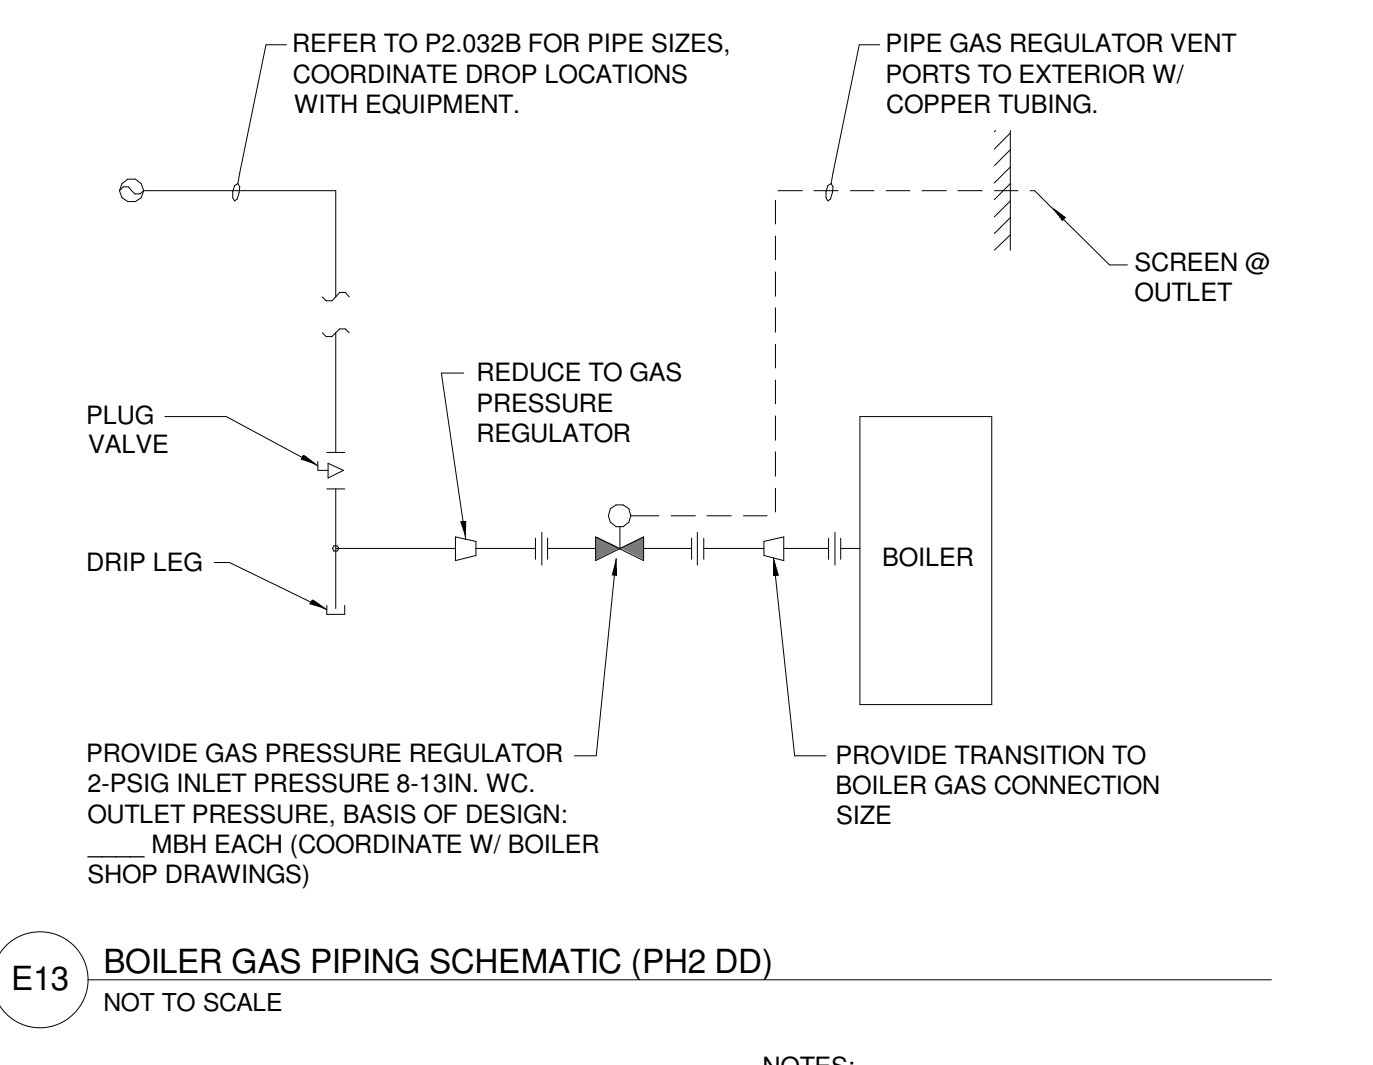 REFER TO P2.032B FOR PIPE SIZES,
COORDINATE DROP LOCATIONS
WITH EQUIPMENT.
PIPE GAS REGULATOR VENT
PORTS TO EXTERIOR W/
COPPER TUBING.
SCREEN @
OUTLET
REDUCE TO GAS
PRESSURE
REGULATOR
PLUG
VALVE
DRIP LEG
BOILER
PROVIDE GAS PRESSURE REGULATOR
2-PSIG INLET PRESSURE 8-13IN. WC.
OUTLET PRESSURE, BASIS OF DESIGN:
____ MBH EACH (COORDINATE W/ BOILER
SHOP DRAWINGS)
PROVIDE TRANSITION TO
BOILER GAS CONNECTION
SIZE
E13
BOILER GAS PIPING SCHEMATIC (PH2 DD)
NOT TO SCALE
NOTES: